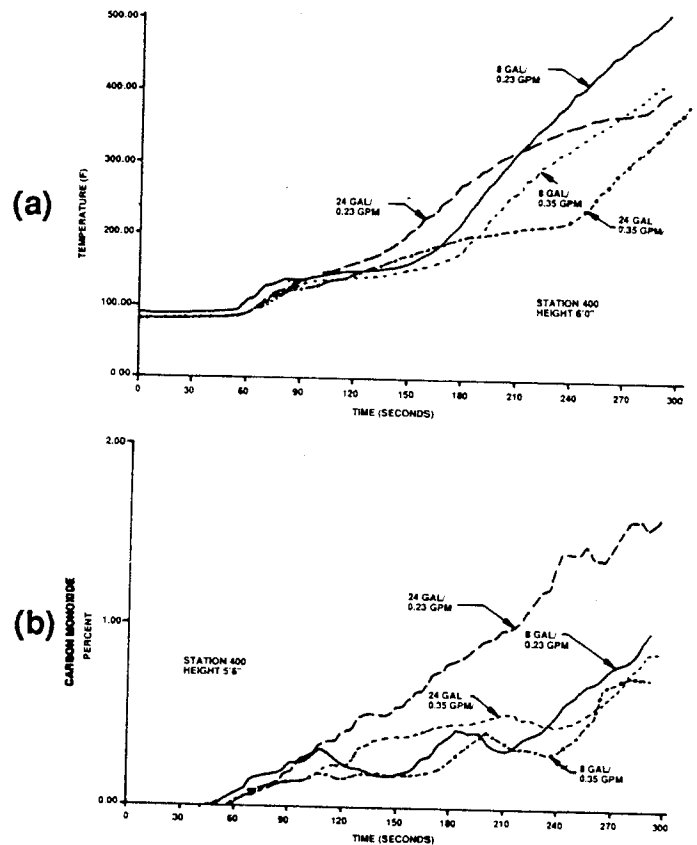 (a)
TEMPERATURE (F)
500.00
400.00
300.00
200.00
100.00
0.00
0
30
60
90
120
150
180
210
240
270
300
TIME (SECONDS)
8 GAL/
0.23 GPM
24 GAL/
0.23 GPM
8 GAL/
0.35 GPM
24 GAL
0.35 GPM/
STATION 400
HEIGHT 6'0"
(b)
CARBON MONOXIDE
PERCENT
2.00
1.00
0.00
0
30
60
90
120
150
180
210
240
270
300
TIME (SECONDS)
STATION 400
HEIGHT 5'6"
24 GAL/
0.23 GPM
8 GAL/
0.23 GPM
24 GAL
0.35 GPM/
8 GAL/
0.35 GPM